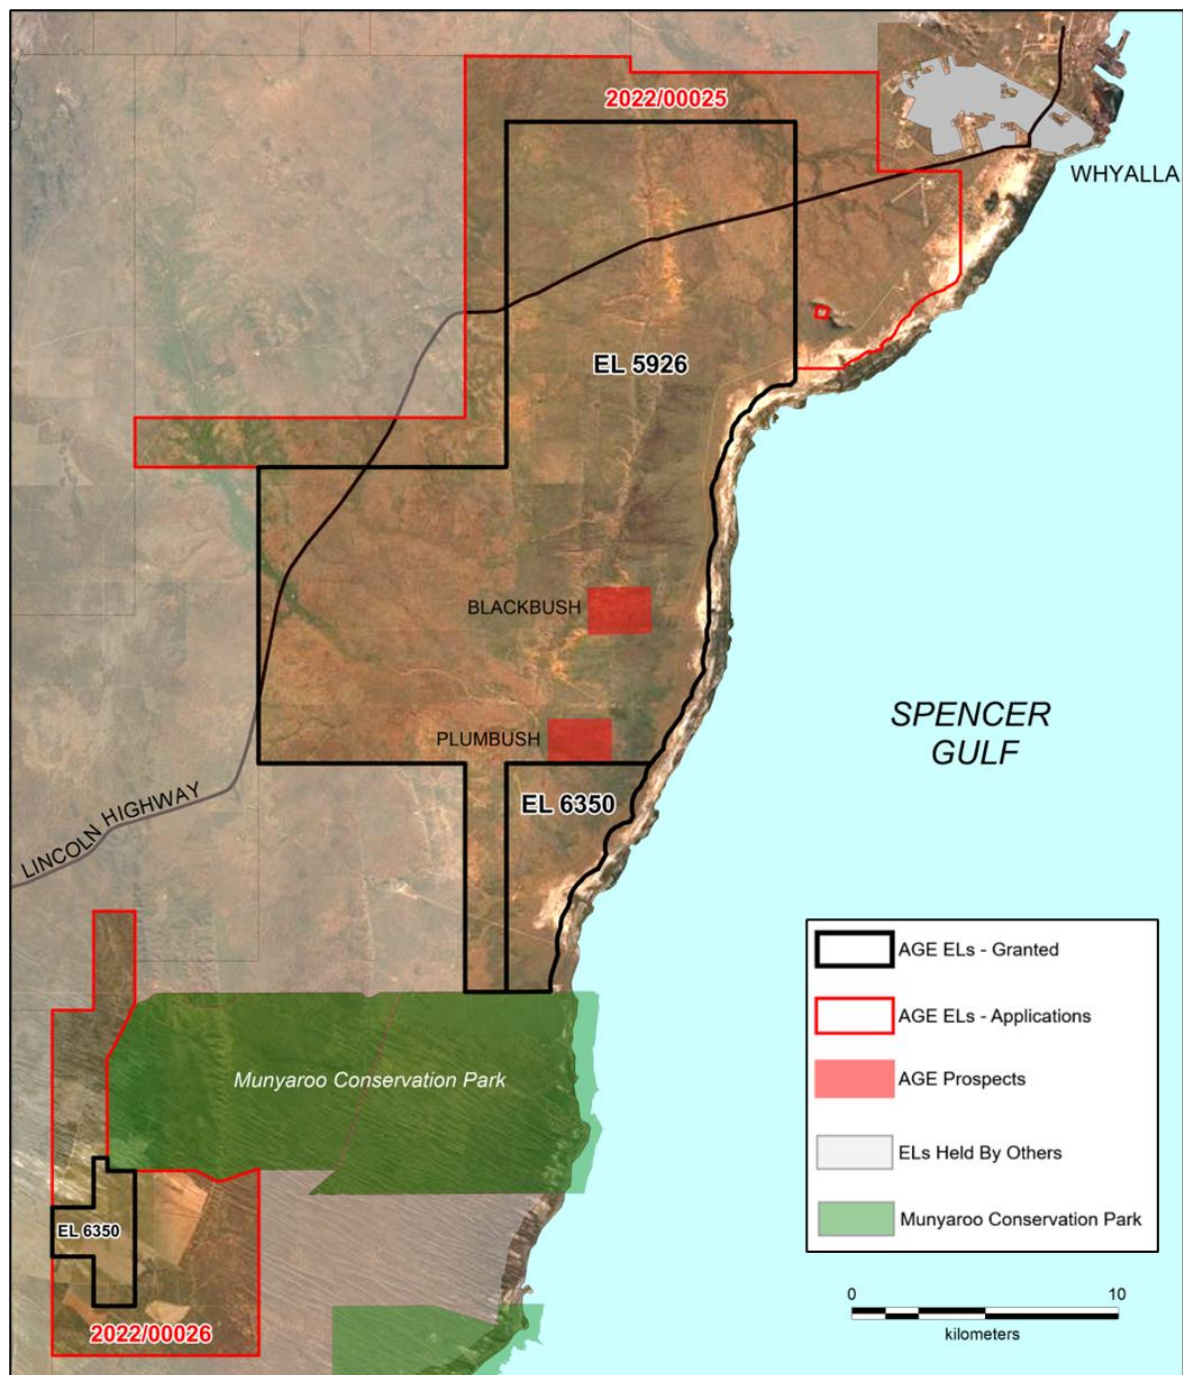 2022/00025
WHYALLA
EL 5926
BLACKBUSH
SPENCER
GULF
PLUMBUSH
EL 6350
LINCOLN HIGHWAY
AGE ELs - Granted
AGE ELs - Applications
Munyaroo Conservation Park
AGE Prospects
ELs Held By Others
Munyaroo Conservation Park
EL 6350
2022/00026
0 10
kilometers